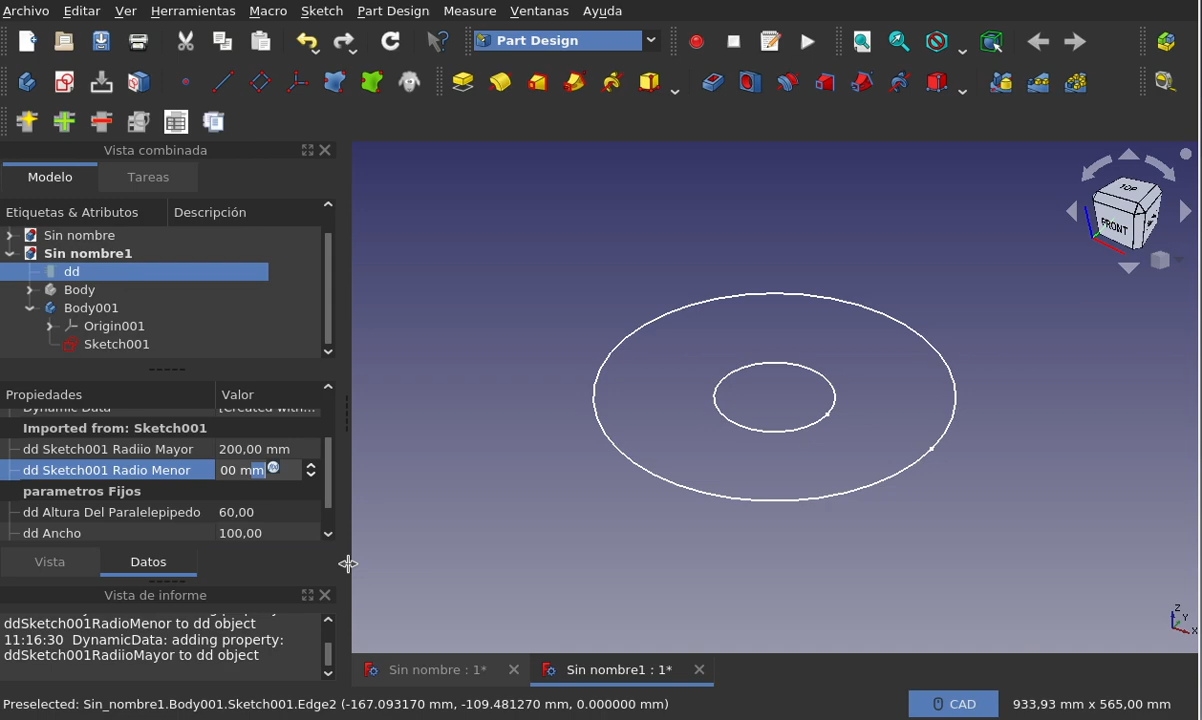 Archivo Editar Ver Herramientas Macro Sketch Part Design Measure Ventanas Ayuda
Part Design
Vista combinada
Modelo Tareas
Etiquetas & Atributos Descripción
Sin nombre
Sin nombre1
dd
Body
Body001
Origin001
Sketch001
Propiedades Valor
Dynamic Data [Created with...
Imported from: Sketch001
dd Sketch001 Radiio Mayor 200,00 mm
dd Sketch001 Radio Menor 00 mm
parametros Fijos
dd Altura Del Paralelepipedo 60,00
dd Ancho 100,00
Vista Datos
Vista de informe
ddSketch001RadioMenor to dd object
11:16:30 DynamicData: adding property:
ddSketch001RadiioMayor to dd object
TOP
FRONT
Z
Y
X
Sin nombre : 1*
Sin nombre1 : 1*
Preselected: Sin_nombre1.Body001.Sketch001.Edge2 (-167.093170 mm, -109.481270 mm, 0.000000 mm)
CAD
933,93 mm x 565,00 mm